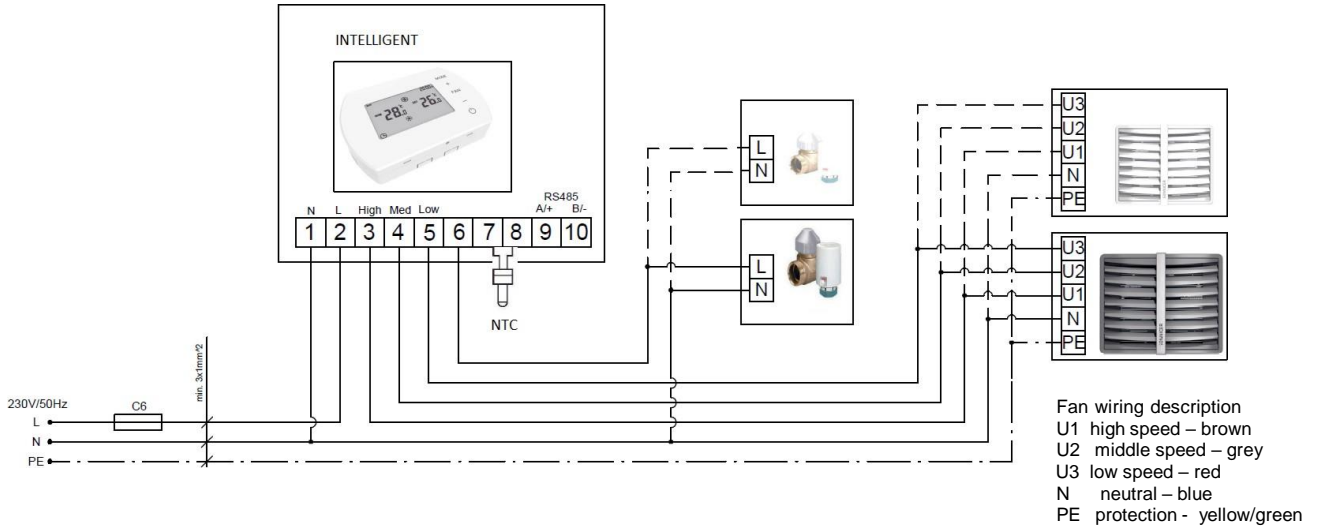 INTELLIGENT
28.0 26.0
RS485
N L High Med Low A/+ B/-
1 2 3 4 5 6 7 8 9 10
NTC
L
N
L
N
U3
U2
U1
N
PE
U3
U2
U1
N
PE
min. 3x1mm^2
230V/50Hz
C6
L
N
PE
Fan wiring description
U1 high speed – brown
U2 middle speed – grey
U3 low speed – red
N neutral – blue
PE protection - yellow/green